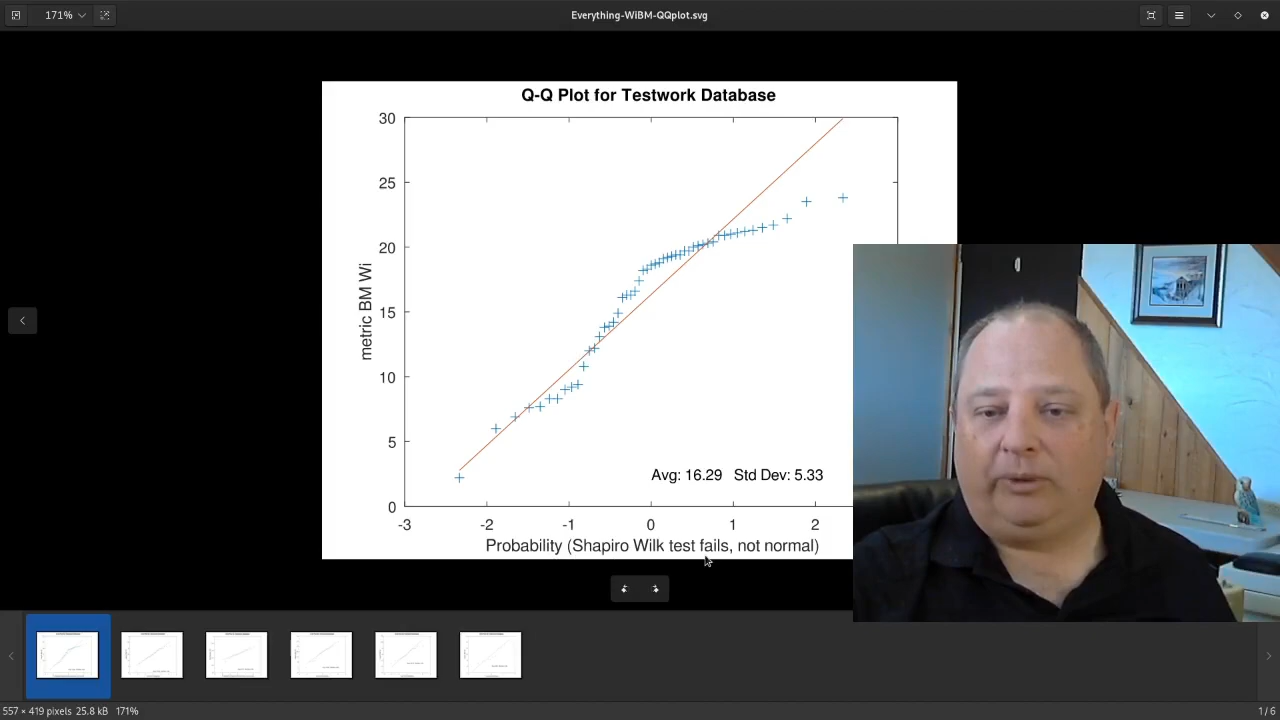 171%
Everything-WiBM-QQplot.svg
Q-Q Plot for Testwork Database
30
25
20
15
10
5
0
metric BM Wi
Avg: 16.29 Std Dev: 5.33
-3 -2 -1 0 1 2
Probability (Shapiro Wilk test fails, not normal)
557 × 419 pixels 25.8 kB 171%
1 / 6